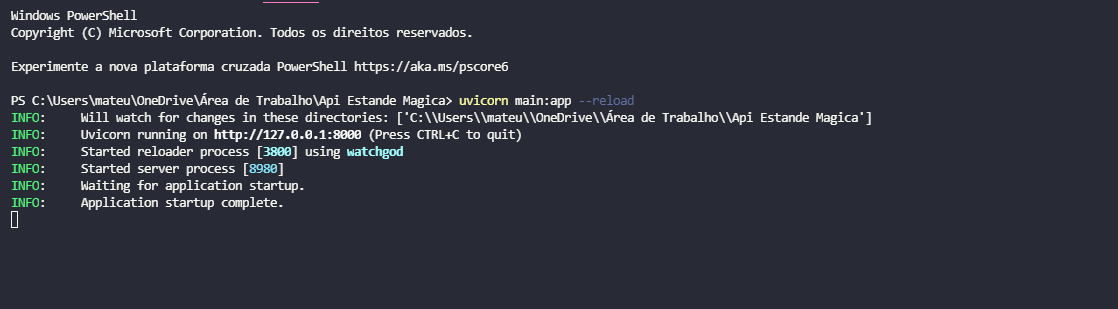 Windows PowerShell
Copyright (C) Microsoft Corporation. Todos os direitos reservados.
Experimente a nova plataforma cruzada PowerShell https://aka.ms/pscore6
PS C:\Users\mateu\OneDrive\Área de Trabalho\Api Estande Magica> uvicorn main:app --reload
INFO:     Will watch for changes in these directories: ['C:\\Users\\mateu\\OneDrive\\Área de Trabalho\\Api Estande Magica']
INFO:     Uvicorn running on http://127.0.0.1:8000 (Press CTRL+C to quit)
INFO:     Started reloader process [3800] using watchgod
INFO:     Started server process [8980]
INFO:     Waiting for application startup.
INFO:     Application startup complete.